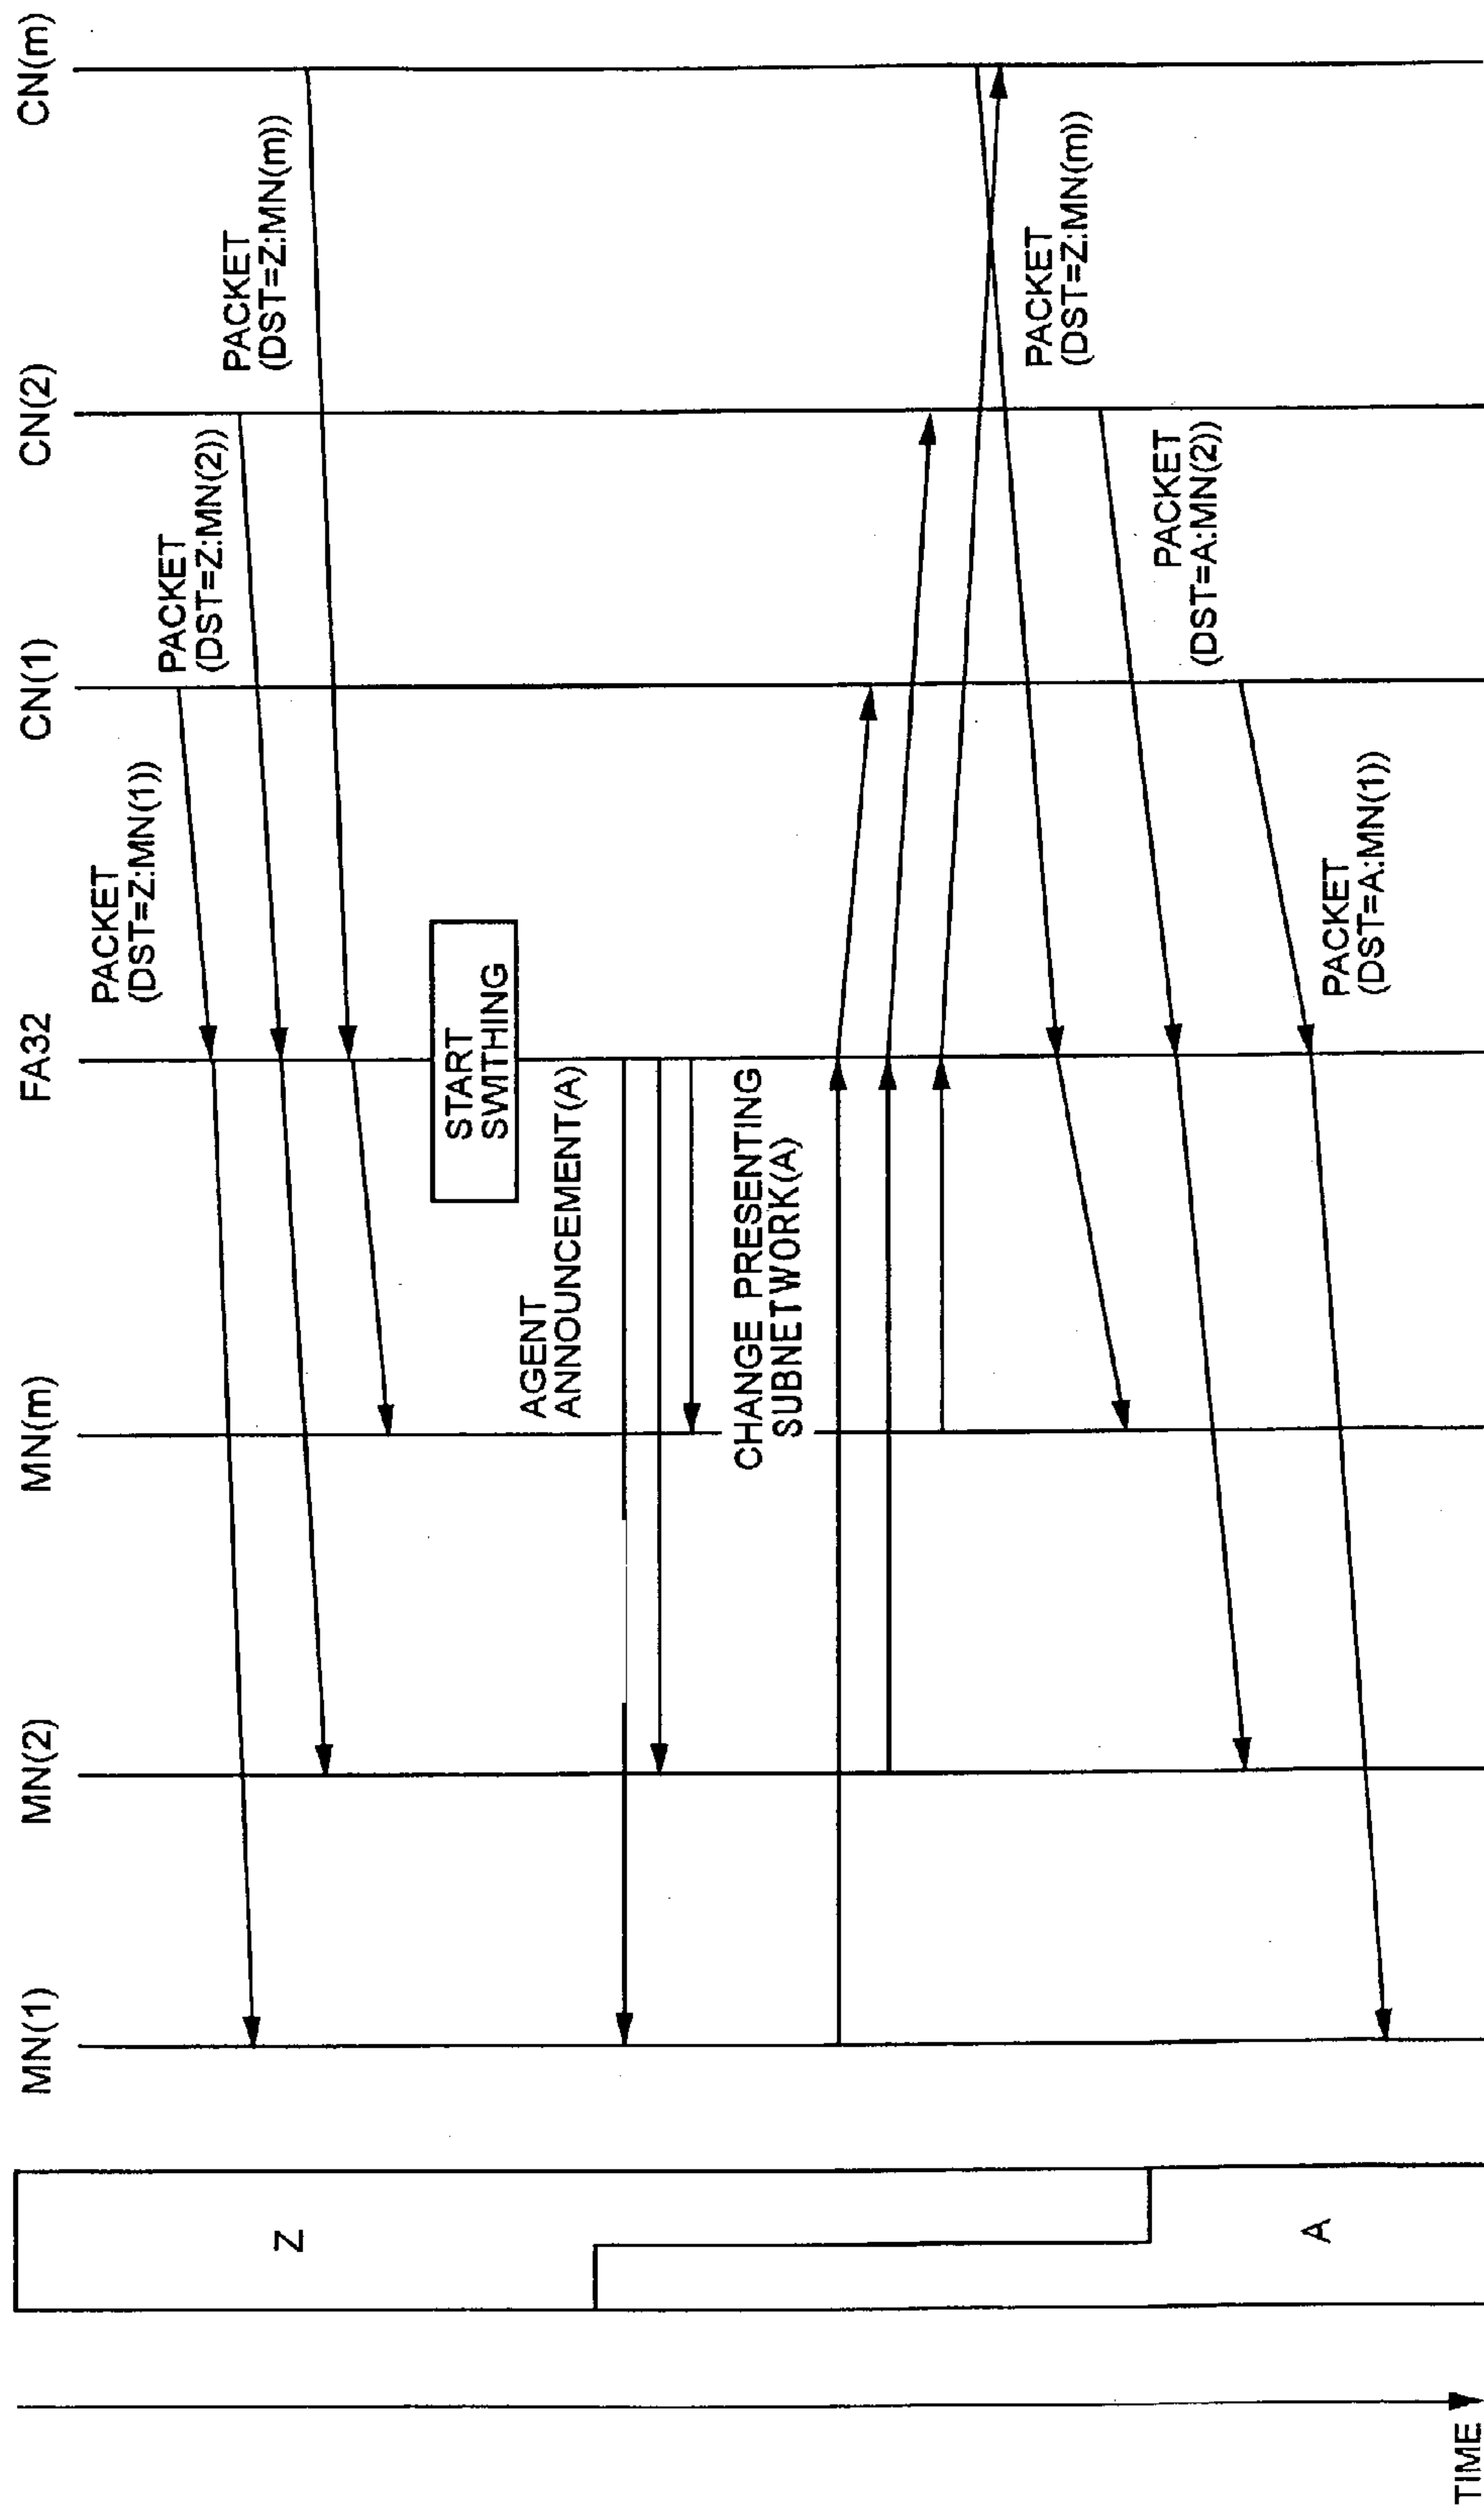 MN(1)
MN(2)
MN(m)
FA32
CN(1)
CN(2)
CN(m)
PACKET
(DST=Z:MN(1))
PACKET
(DST=Z:MN(2))
PACKET
(DST=Z:MN(m))
Z
START
SWITHING
AGENT
ANNOUNCEMENT(A)
CHANGE PRESENTING
SUBNETWORK(A)
PACKET
(DST=Z:MN(m))
PACKET
(DST=A:MN(2))
A
PACKET
(DST=A:MN(1))
TIME